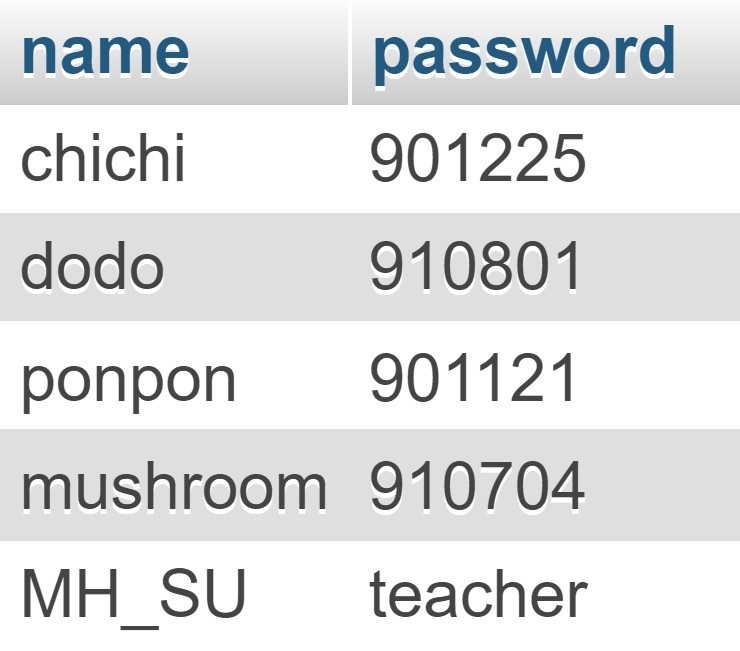 name password
chichi 901225
dodo 910801
ponpon 901121
mushroom 910704
MH_SU teacher